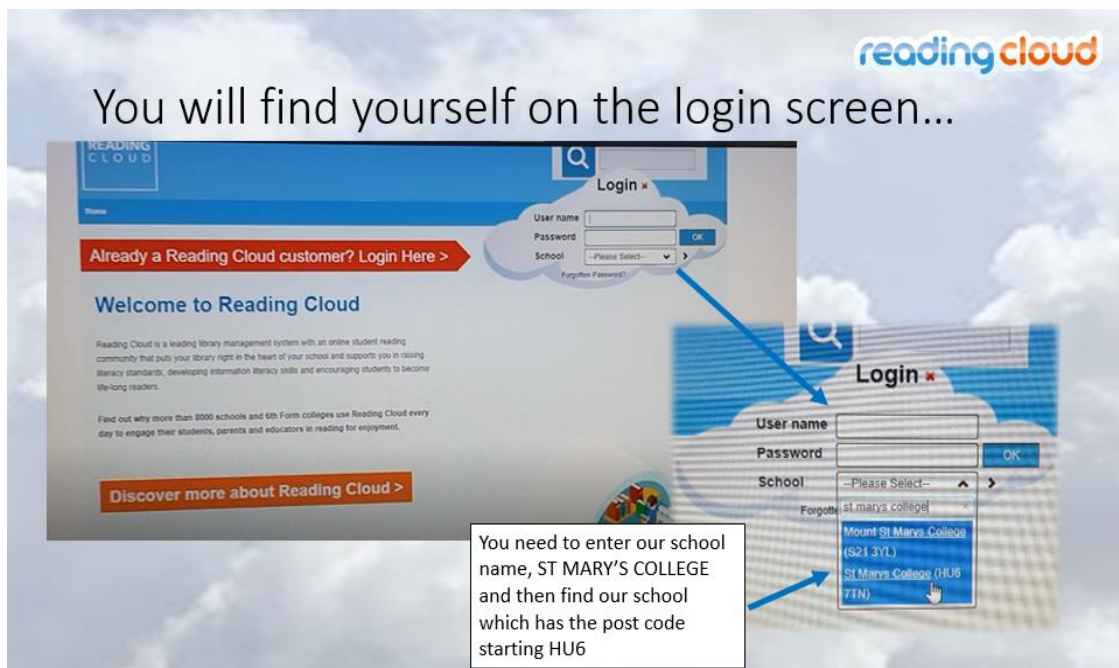 readingcloud
You will find yourself on the login screen...
READING
CLOUD
Login ×
Home
User name
Password
OK
School --Please Select--
Forgotten Password?
Already a Reading Cloud customer? Login Here >
Welcome to Reading Cloud
Reading Cloud is a leading library management system with an online student reading
community that puts your library right in the heart of your school and supports you in raising
literacy standards, developing information literacy skills and encouraging students to become
life-long readers.
Find out why more than 8000 schools and 6th Form colleges use Reading Cloud every
day to engage their students, parents and educators in reading for enjoyment.
Discover more about Reading Cloud >
Login ×
User name
Password
OK
School --Please Select--
Forgotte
st marys college ×
Mount St Marys College
(S21 3YL)
St Marys College (HU6
7TN)
You need to enter our school
name, ST MARY’S COLLEGE
and then find our school
which has the post code
starting HU6